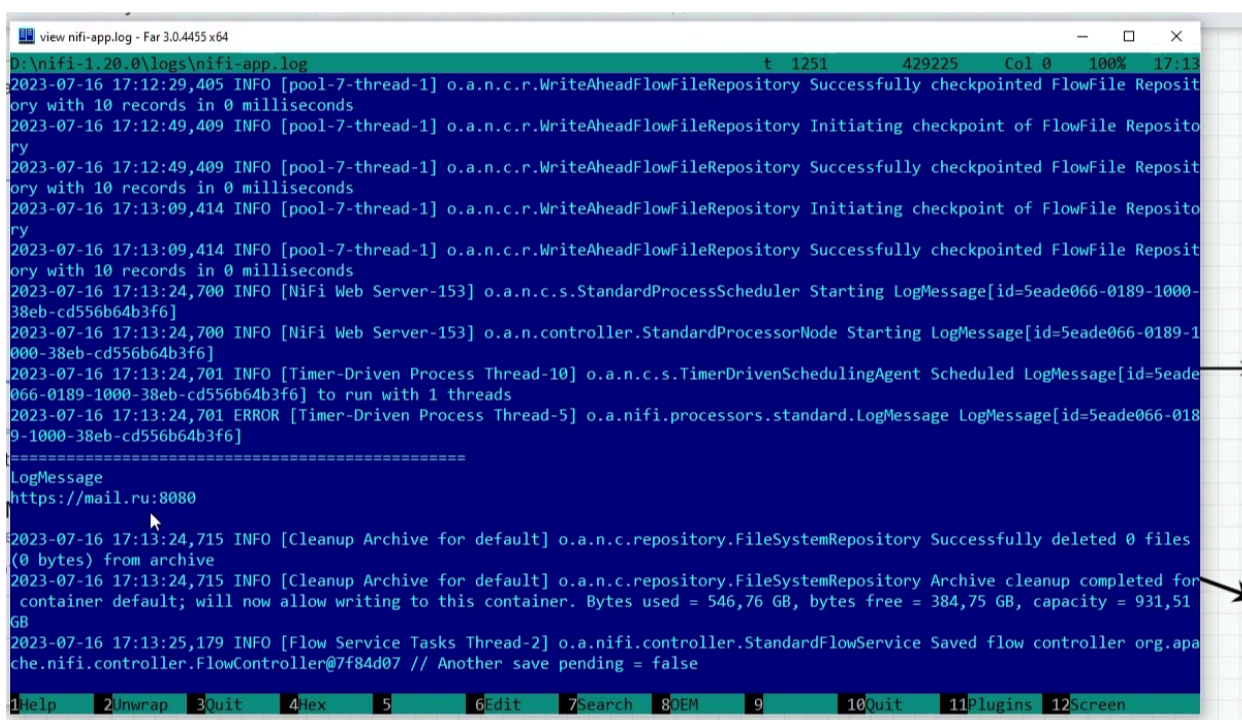 view nifi-app.log - Far 3.0.4455 x64
D:\nifi-1.20.0\logs\nifi-app.log t 1251 429225 Col 0 100% 17:13
2023-07-16 17:12:29,405 INFO [pool-7-thread-1] o.a.n.c.r.WriteAheadFlowFileRepository Successfully checkpointed FlowFile Reposit
ory with 10 records in 0 milliseconds
2023-07-16 17:12:49,409 INFO [pool-7-thread-1] o.a.n.c.r.WriteAheadFlowFileRepository Initiating checkpoint of FlowFile Reposito
ry
2023-07-16 17:12:49,409 INFO [pool-7-thread-1] o.a.n.c.r.WriteAheadFlowFileRepository Successfully checkpointed FlowFile Reposit
ory with 10 records in 0 milliseconds
2023-07-16 17:13:09,414 INFO [pool-7-thread-1] o.a.n.c.r.WriteAheadFlowFileRepository Initiating checkpoint of FlowFile Reposito
ry
2023-07-16 17:13:09,414 INFO [pool-7-thread-1] o.a.n.c.r.WriteAheadFlowFileRepository Successfully checkpointed FlowFile Reposit
ory with 10 records in 0 milliseconds
2023-07-16 17:13:24,700 INFO [NiFi Web Server-153] o.a.n.c.s.StandardProcessScheduler Starting LogMessage[id=5eade066-0189-1000-
38eb-cd556b64b3f6]
2023-07-16 17:13:24,700 INFO [NiFi Web Server-153] o.a.n.controller.StandardProcessorNode Starting LogMessage[id=5eade066-0189-1
000-38eb-cd556b64b3f6]
2023-07-16 17:13:24,701 INFO [Timer-Driven Process Thread-10] o.a.n.c.s.TimerDrivenSchedulingAgent Scheduled LogMessage[id=5eade
066-0189-1000-38eb-cd556b64b3f6] to run with 1 threads
2023-07-16 17:13:24,701 ERROR [Timer-Driven Process Thread-5] o.a.nifi.processors.standard.LogMessage LogMessage[id=5eade066-018
9-1000-38eb-cd556b64b3f6]
================================================
LogMessage
https://mail.ru:8080
2023-07-16 17:13:24,715 INFO [Cleanup Archive for default] o.a.n.c.repository.FileSystemRepository Successfully deleted 0 files
(0 bytes) from archive
2023-07-16 17:13:24,715 INFO [Cleanup Archive for default] o.a.n.c.repository.FileSystemRepository Archive cleanup completed for
container default; will now allow writing to this container. Bytes used = 546,76 GB, bytes free = 384,75 GB, capacity = 931,51
GB
2023-07-16 17:13:25,179 INFO [Flow Service Tasks Thread-2] o.a.nifi.controller.StandardFlowService Saved flow controller org.apa
che.nifi.controller.FlowController@7f84d07 // Another save pending = false
1Help 2Unwrap 3Quit 4Hex 5 6Edit 7Search 8OEM 9 10Quit 11Plugins 12Screen